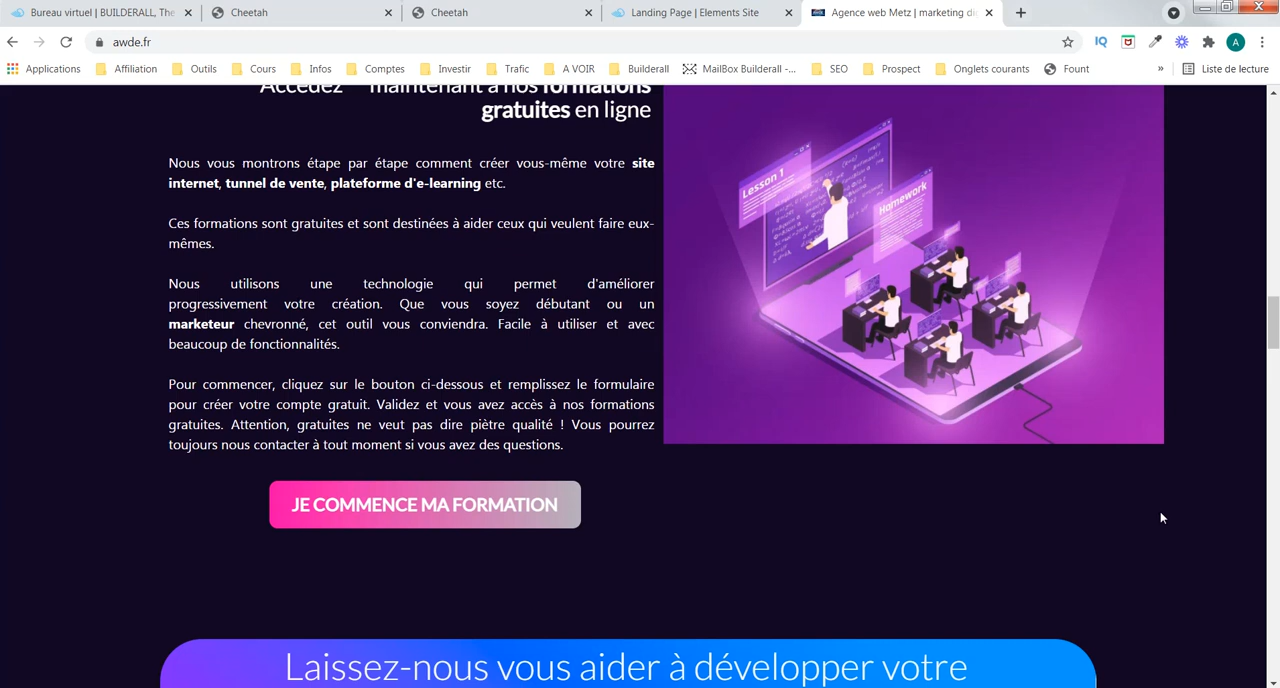 Bureau virtuel | BUILDERALL, The
Cheetah
Cheetah
Landing Page | Elements Site
Agence web Metz | marketing di
awde.fr
Applications
Affiliation
Outils
Cours
Infos
Comptes
Investir
Trafic
A VOIR
Builderall
MailBox Builderall -...
SEO
Prospect
Onglets courants
Fount
»
Liste de lecture
Accédez maintenant à nos formations
gratuites en ligne
Nous vous montrons étape par étape comment créer vous-même votre site
internet, tunnel de vente, plateforme d'e-learning etc.
Ces formations sont gratuites et sont destinées à aider ceux qui veulent faire eux-
mêmes.
Nous utilisons une technologie qui permet d'améliorer
progressivement votre création. Que vous soyez débutant ou un
marketeur chevronné, cet outil vous conviendra. Facile à utiliser et avec
beaucoup de fonctionnalités.
Pour commencer, cliquez sur le bouton ci-dessous et remplissez le formulaire
pour créer votre compte gratuit. Validez et vous avez accès à nos formations
gratuites. Attention, gratuites ne veut pas dire piètre qualité ! Vous pourrez
toujours nous contacter à tout moment si vous avez des questions.
JE COMMENCE MA FORMATION
Lesson 1
Homework
Laissez-nous vous aider à développer votre